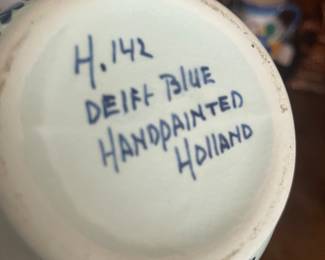 H.142
DElFt BluE
HANDPAINTED
HOllAND